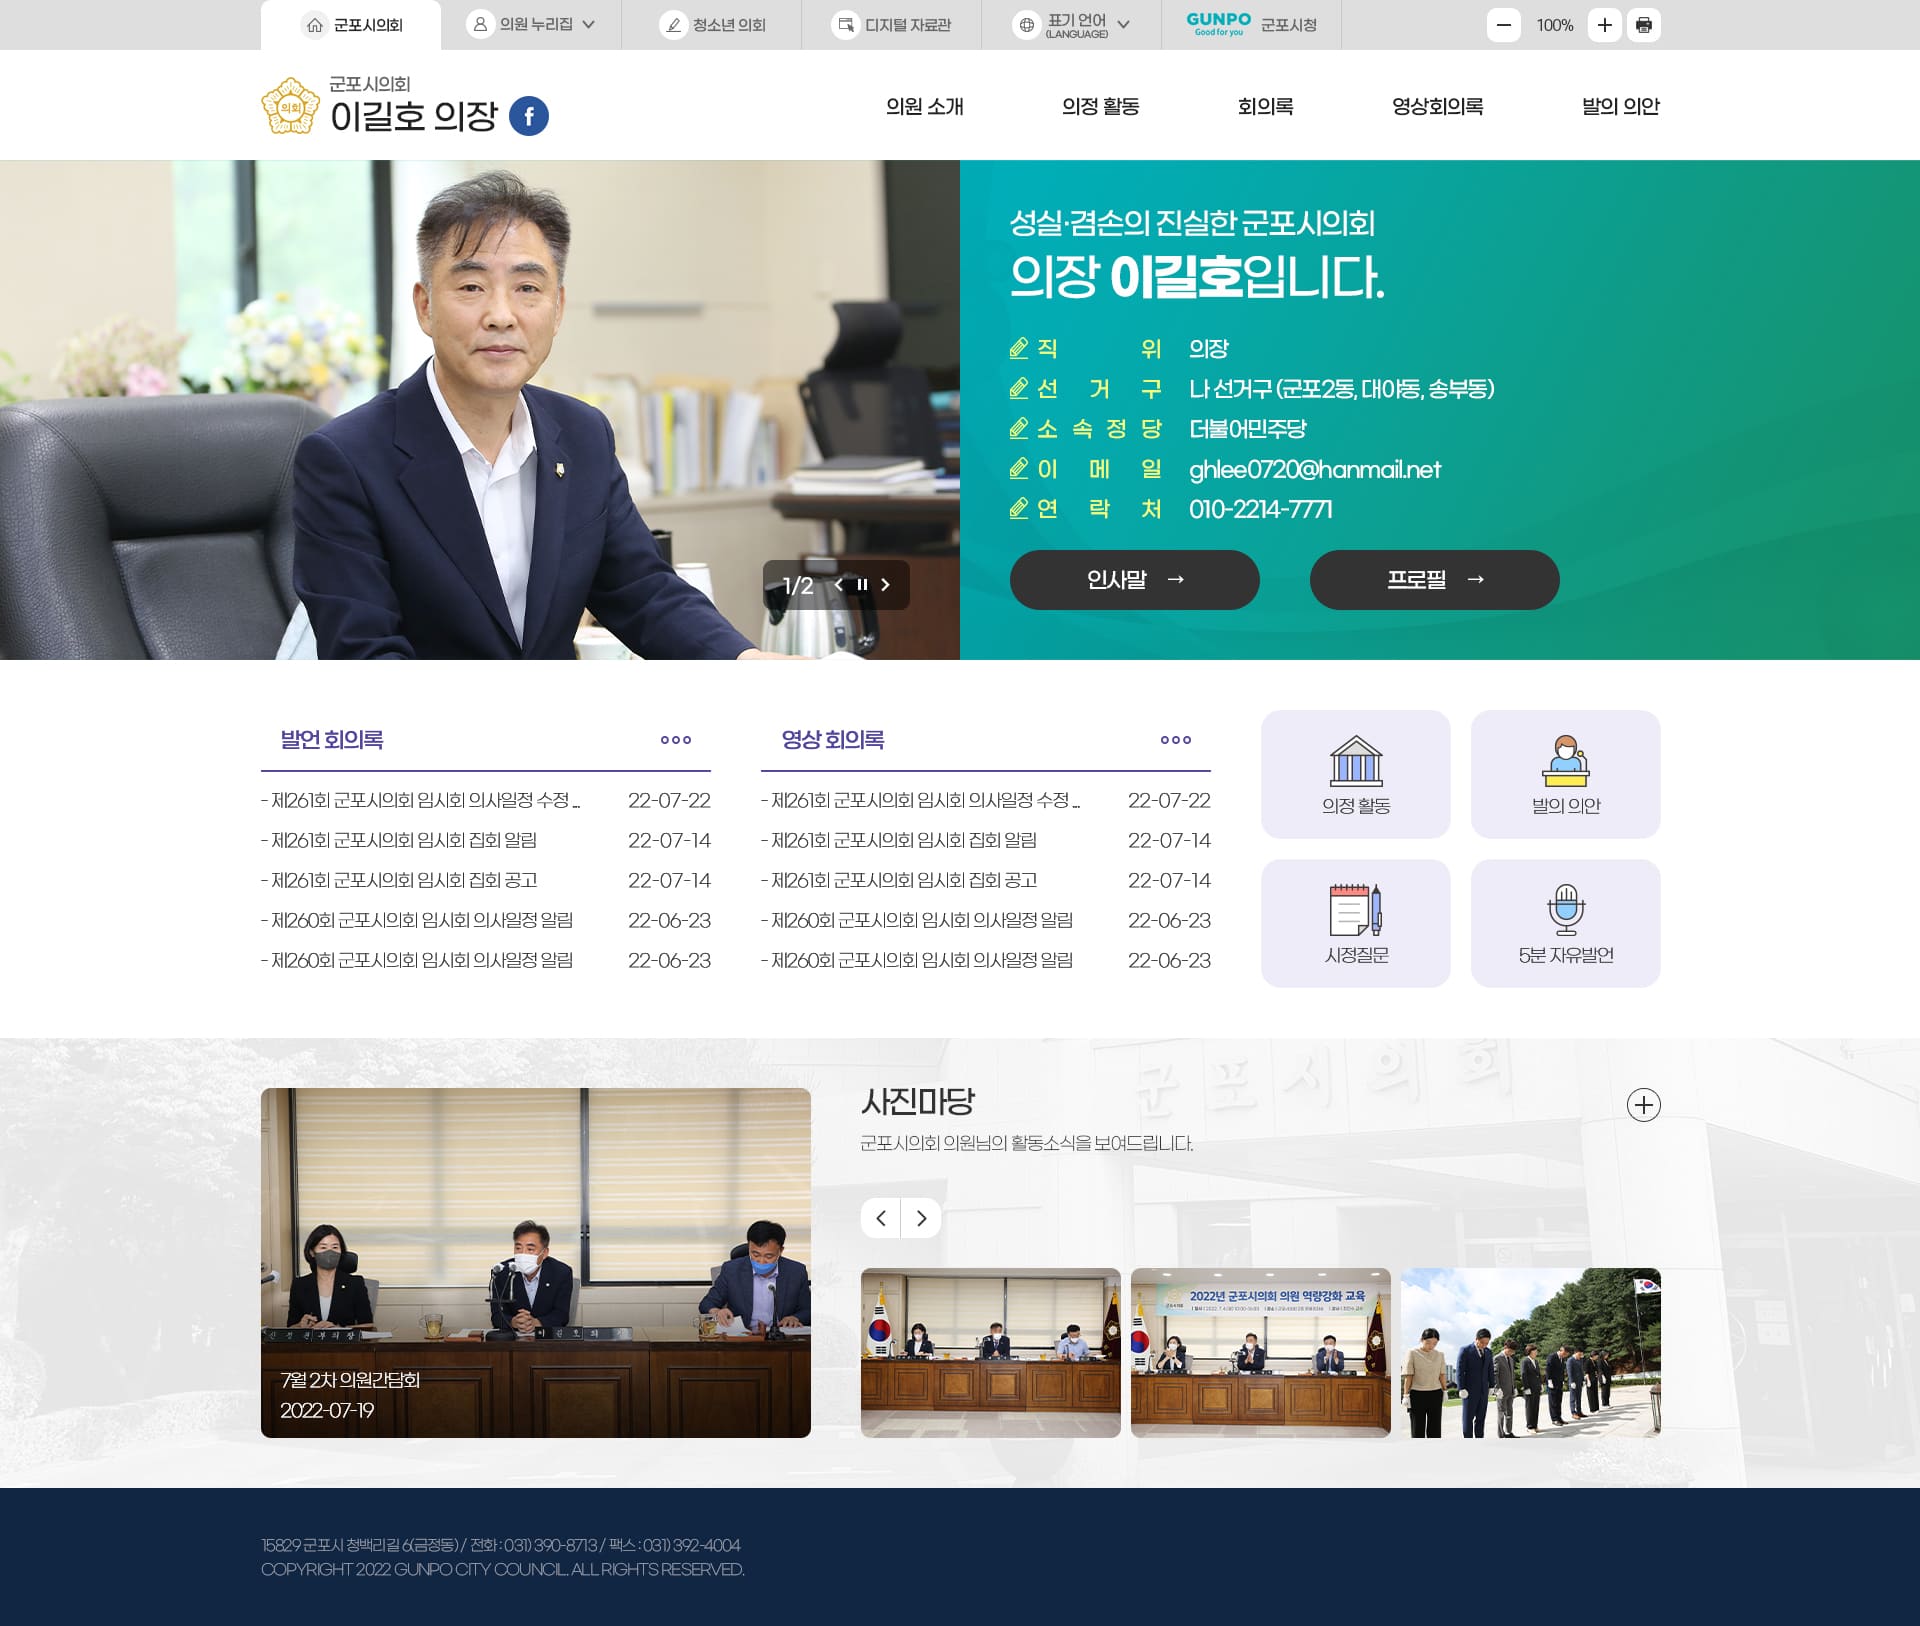 군포시의회
의원 누리집
청소년 의회
디지털 자료관
표기 언어
(LANGUAGE)
GUNPO
Good for you
군포시청
100%
의회
군포시의회
이길호 의장
f
의원 소개
의정 활동
회의록
영상회의록
발의 의안
성실·겸손의 진실한 군포시의회
의장 이길호입니다.
직 위 의장
선 거 구 나 선거구 (군포2동, 대야동, 송부동)
소 속 정 당 더불어민주당
이 메 일 ghlee0720@hanmail.net
연 락 처 010-2214-7771
인사말 →
프로필 →
1/2
발언 회의록
- 제261회 군포시의회 임시회 의사일정 수정 ... 22-07-22
- 제261회 군포시의회 임시회 집회 알림 22-07-14
- 제261회 군포시의회 임시회 집회 공고 22-07-14
- 제260회 군포시의회 임시회 의사일정 알림 22-06-23
- 제260회 군포시의회 임시회 의사일정 알림 22-06-23
영상 회의록
- 제261회 군포시의회 임시회 의사일정 수정 ... 22-07-22
- 제261회 군포시의회 임시회 집회 알림 22-07-14
- 제261회 군포시의회 임시회 집회 공고 22-07-14
- 제260회 군포시의회 임시회 의사일정 알림 22-06-23
- 제260회 군포시의회 임시회 의사일정 알림 22-06-23
의정 활동
발의 의안
시정질문
5분 자유발언
군포시의회
이길호의장
7월 2차 의원간담회
2022-07-19
사진마당
군포시의회 의원님의 활동소식을 보여드립니다.
2022년 군포시의회 의원 역량강화 교육
15829 군포시 청백리길 6(금정동) / 전화 : 031) 390-8713 / 팩스 : 031) 392-4004
COPYRIGHT 2022 GUNPO CITY COUNCIL. ALL RIGHTS RESERVED.